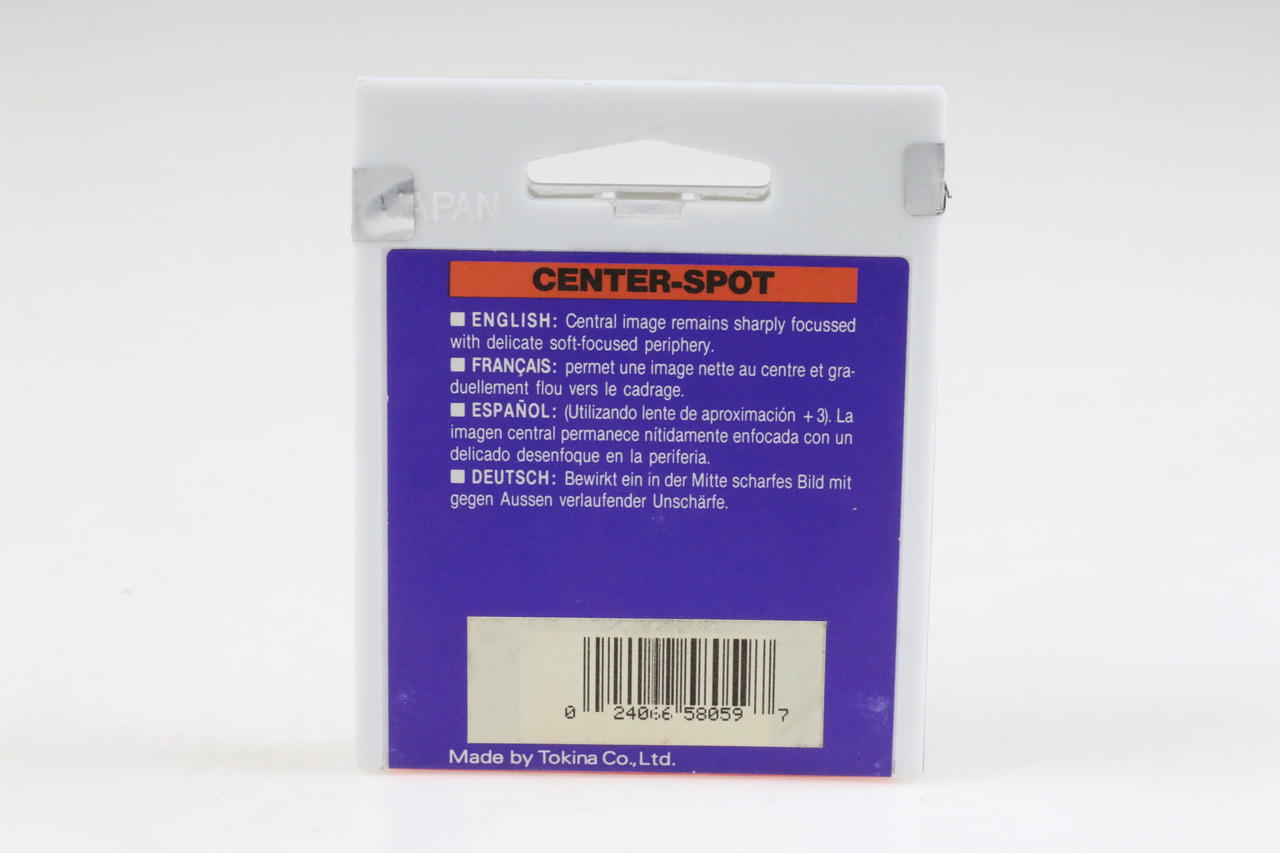 JAPAN
CENTER-SPOT
■ ENGLISH: Central image remains sharply focussed
with delicate soft-focused periphery.
■ FRANÇAIS: permet une image nette au centre et gra-
duellement flou vers le cadrage.
■ ESPAÑOL: (Utilizando lente de aproximación +3). La
imagen central permanece nítidamente enfocada con un
delicado desenfoque en la periferia.
■ DEUTSCH: Bewirkt ein in der Mitte scharfes Bild mit
gegen Aussen verlaufender Unschärfe.
0 24066 58059 7
Made by Tokina Co.,Ltd.